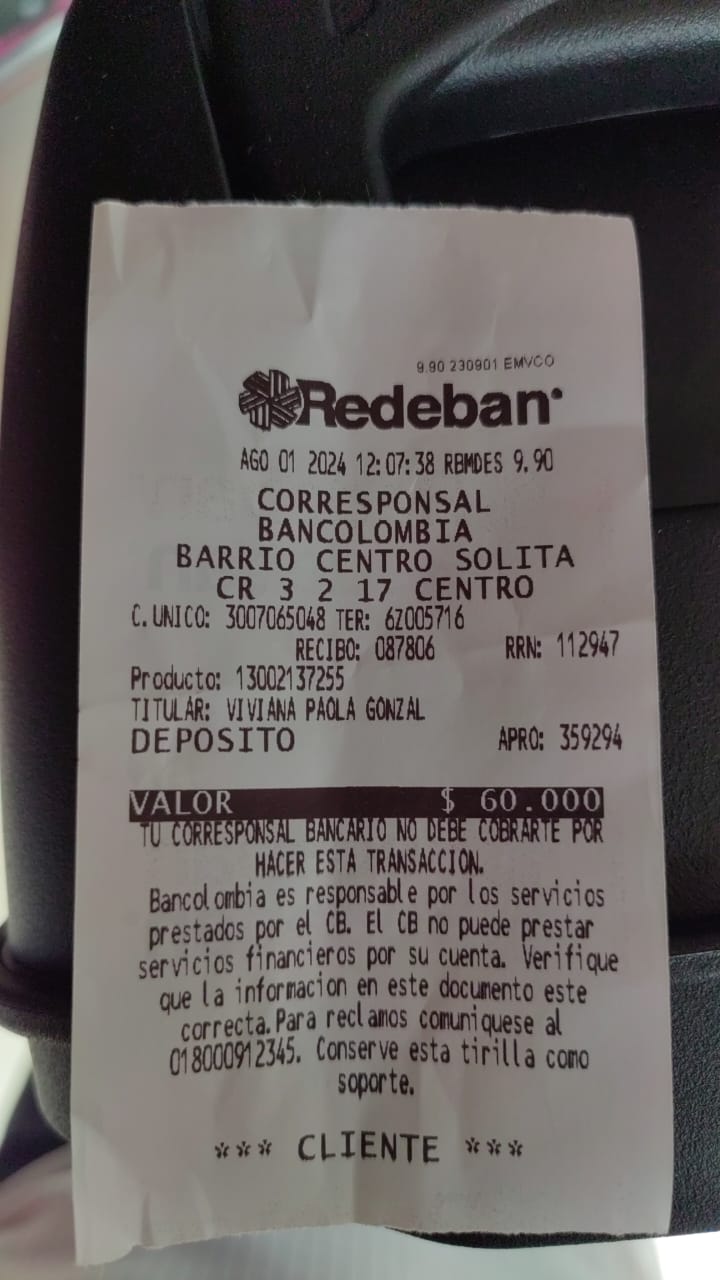 9.90 230901 EMVCO
Redeban
AGO 01 2024 12:07:38 RBMDES 9.90
CORRESPONSAL
BANCOLOMBIA
BARRIO CENTRO SOLITA
CR 3 2 17 CENTRO
C.UNICO: 3007065048 TER: 6Z005716
RECIBO: 087806 RRN: 112947
Producto: 13002137255
TITULAR: VIVIANA PAOLA GONZAL
DEPOSITO APRO: 359294
VALOR $ 60.000
TU CORRESPONSAL BANCARIO NO DEBE COBRARTE POR
HACER ESTA TRANSACCION.
Bancolombia es responsable por los servicios
prestados por el CB. El CB no puede prestar
servicios financieros por su cuenta. Verifique
que la informacion en este documento este
correcta.Para reclamos comuniquese al
018000912345. Conserve esta tirilla como
soporte.
*** CLIENTE ***